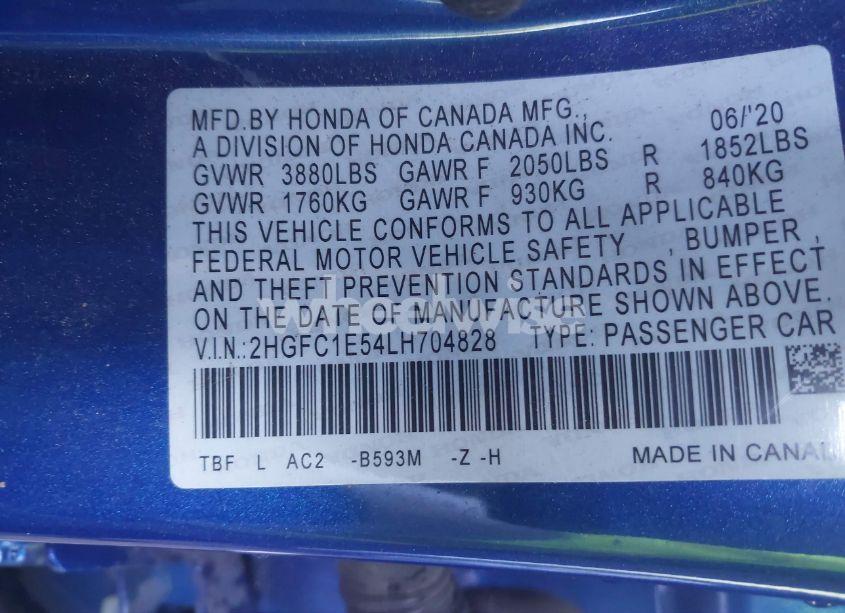 MFD.BY HONDA OF CANADA MFG., 06/'20
A DIVISION OF HONDA CANADA INC.
GVWR 3880LBS GAWR F 2050LBS R 1852LBS
GVWR 1760KG GAWR F 930KG R 840KG
THIS VEHICLE CONFORMS TO ALL APPLICABLE
FEDERAL MOTOR VEHICLE SAFETY , BUMPER ,
AND THEFT PREVENTION STANDARDS IN EFFECT
ON THE DATE OF MANUFACTURE SHOWN ABOVE.
wheelwise
V.I.N.:2HGFC1E54LH704828 TYPE: PASSENGER CAR
TBF L AC2 -B593M -Z -H MADE IN CANA